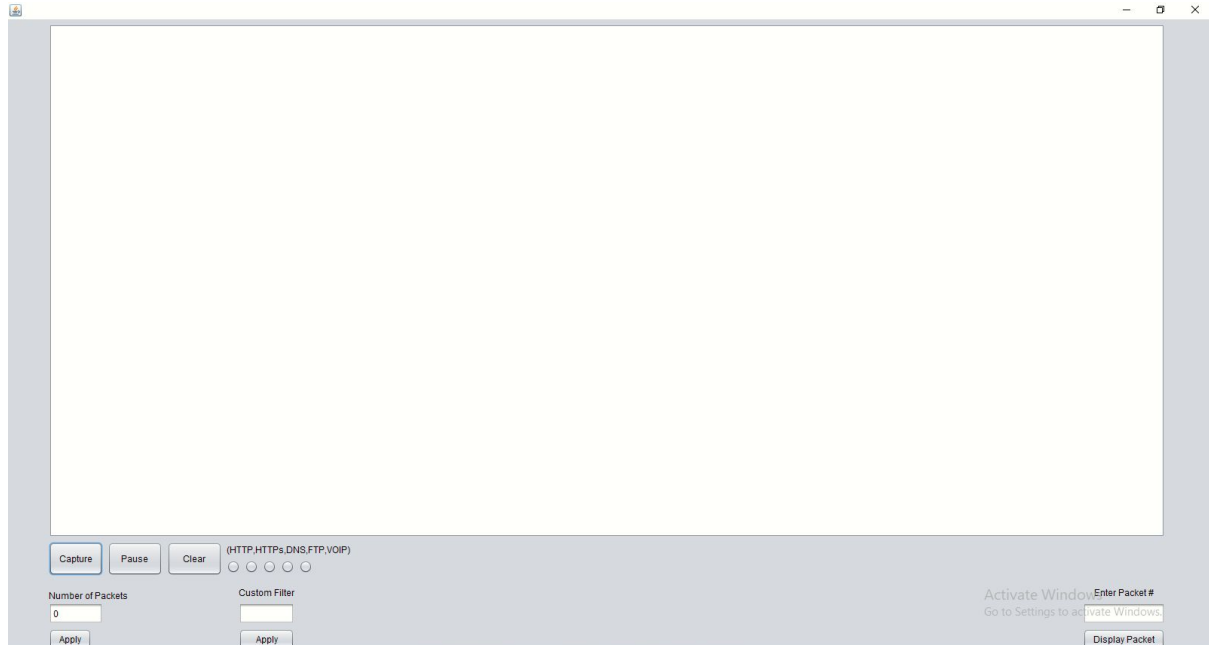 Capture
Pause
Clear
(HTTP,HTTPs,DNS,FTP,VOIP)
Number of Packets
Custom Filter
Activate Windows
Enter Packet #
0
Go to Settings to activate Windows.
Apply
Apply
Display Packet